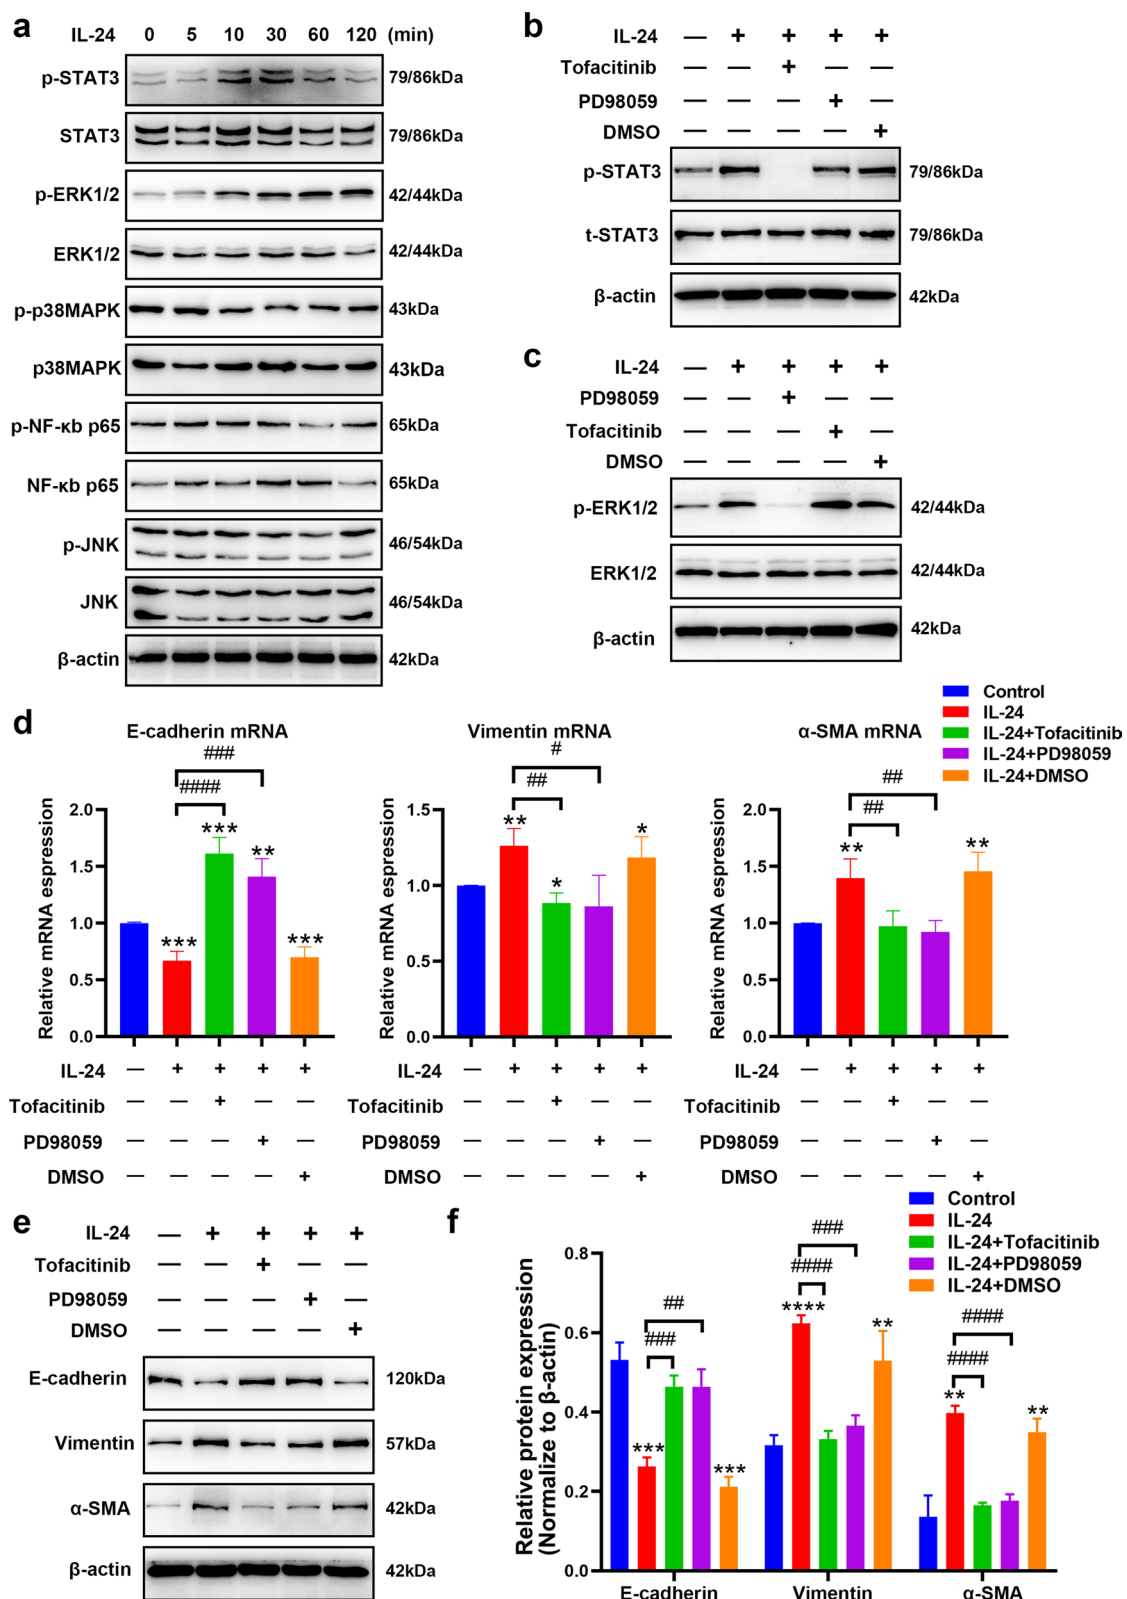 a
IL-24 0 5 10 30 60 120 (min)
p-STAT3 79/86kDa
STAT3 79/86kDa
p-ERK1/2 42/44kDa
ERK1/2 42/44kDa
p-p38MAPK 43kDa
p38MAPK 43kDa
p-NF-κb p65 65kDa
NF-κb p65 65kDa
p-JNK 46/54kDa
JNK 46/54kDa
β-actin 42kDa
b
IL-24 — + + + +
Tofacitinib — — + — —
PD98059 — — — + —
DMSO — — — — +
p-STAT3 79/86kDa
t-STAT3 79/86kDa
β-actin 42kDa
c
IL-24 — + + + +
PD98059 — — + — —
Tofacitinib — — — + —
DMSO — — — — +
p-ERK1/2 42/44kDa
ERK1/2 42/44kDa
β-actin 42kDa
d
Control
IL-24
IL-24+Tofacitinib
IL-24+PD98059
IL-24+DMSO
E-cadherin mRNA
###
####
*** *** ** ***
Relative mRNA espression
2.0
1.5
1.0
0.5
0.0
IL-24 — + + + +
Tofacitinib — — + — —
PD98059 — — — + —
DMSO — — — — +
Vimentin mRNA
#
##
** * *
Relative mRNA espression
1.5
1.0
0.5
0.0
IL-24 — + + + +
Tofacitinib — — + — —
PD98059 — — — + —
DMSO — — — — +
α-SMA mRNA
##
##
** **
Relative mRNA espression
2.0
1.5
1.0
0.5
0.0
IL-24 — + + + +
Tofacitinib — — + — —
PD98059 — — — + —
DMSO — — — — +
e
IL-24 — + + + +
Tofacitinib — — + — —
PD98059 — — — + —
DMSO — — — — +
E-cadherin 120kDa
Vimentin 57kDa
α-SMA 42kDa
β-actin 42kDa
f
Control
IL-24
IL-24+Tofacitinib
IL-24+PD98059
IL-24+DMSO
Relative protein expression
(Normalize to β-actin)
0.8
0.6
0.4
0.2
0.0
##
###
*** ***
###
####
**** **
####
####
** **
E-cadherin Vimentin α-SMA